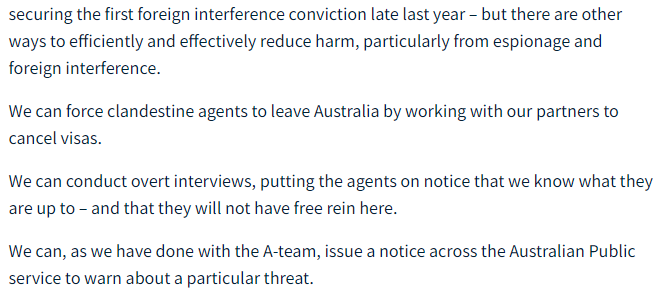 securing the first foreign interference conviction late last year – but there are other
ways to efficiently and effectively reduce harm, particularly from espionage and
foreign interference.
We can force clandestine agents to leave Australia by working with our partners to
cancel visas.
We can conduct overt interviews, putting the agents on notice that we know what they
are up to – and that they will not have free rein here.
We can, as we have done with the A-team, issue a notice across the Australian Public
service to warn about a particular threat.